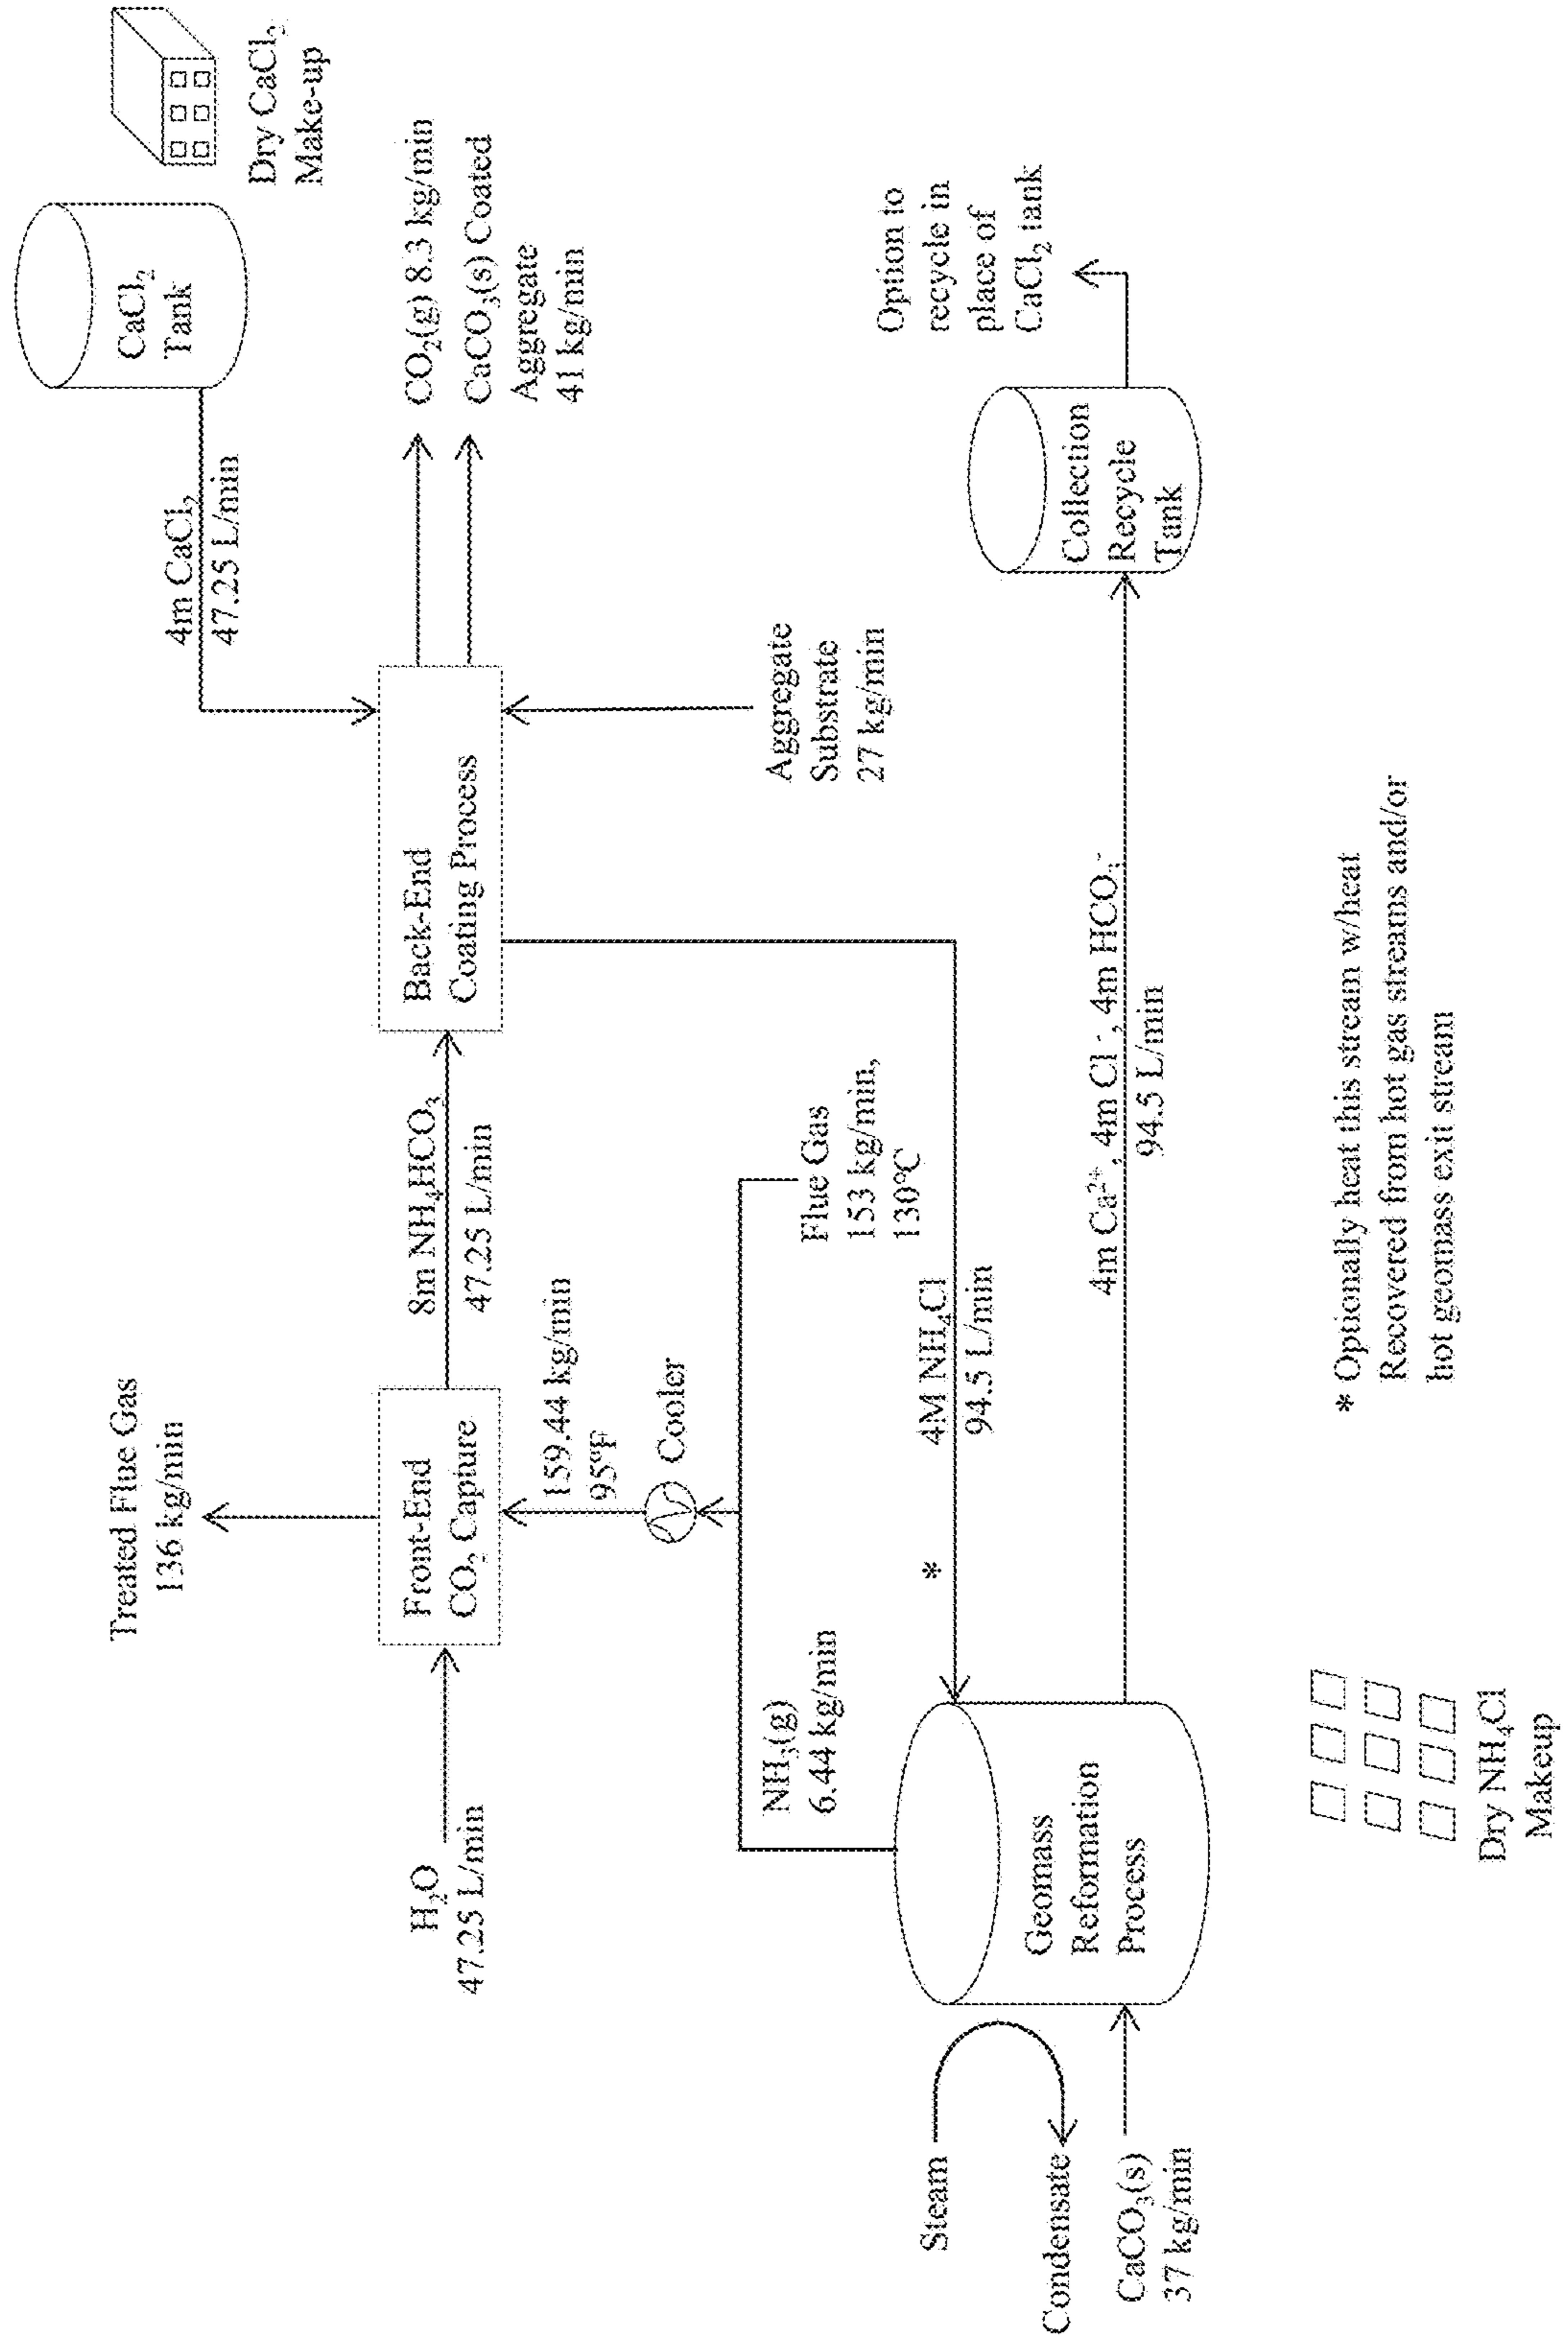 Treated Flue Gas
136 kg/min
H₂O
47.25 L/min
Front-End
CO₂ Capture
8m NH₄HCO₃
47.25 L/min
159.44 kg/min
95°F
Cooler
Back-End
Coating Process
4m CaCl₂
47.25 L/min
CaCl₂
Tank
Dry CaCl₂
Make-up
CO₂(g) 8.3 kg/min
CaCO₃(s) Coated
Aggregate
41 kg/min
Aggregate
Substrate
27 kg/min
Flue Gas
153 kg/min,
130°C
NH₃(g)
6.44 kg/min
*
4M NH₄Cl
94.5 L/min
Steam
Condensate
CaCO₃(s)
37 kg/min
Geomass
Reformation
Process
4m Ca²⁺, 4m Cl⁻, 4m HCO₃⁻
94.5 L/min
Collection
Recycle
Tank
Option to
recycle in
place of
CaCl₂ tank
Dry NH₄Cl
Makeup
* Optionally heat this stream w/heat
Recovered from hot gas streams and/or
hot geomass exit stream